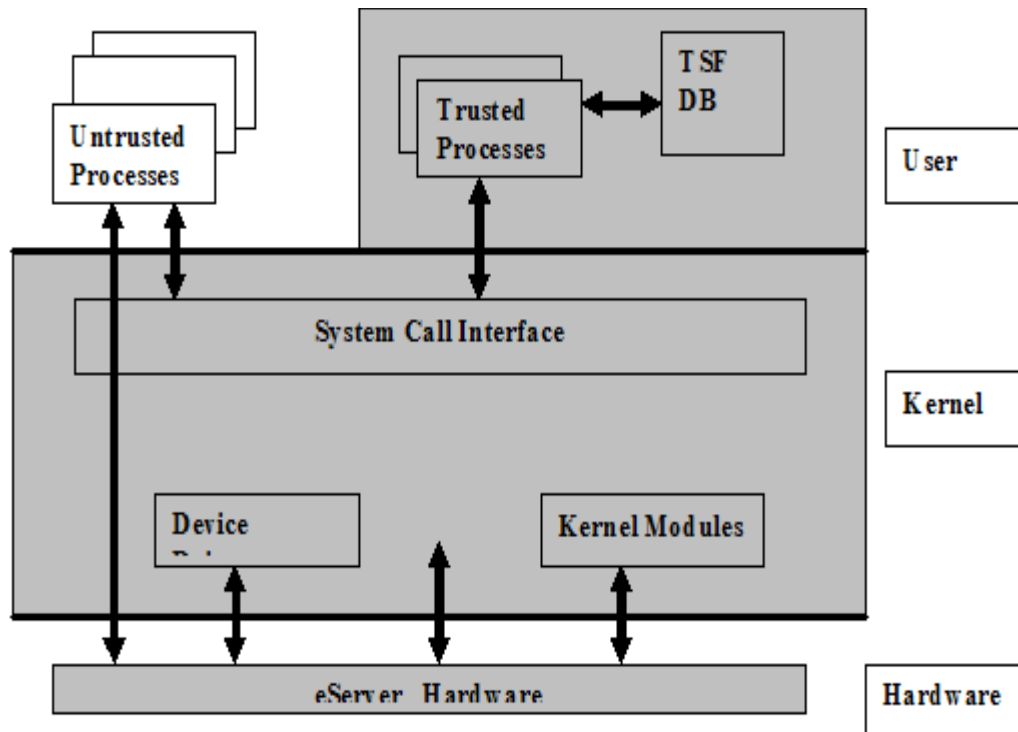 TSF
DB
Trusted
Processes
Untrusted
Processes
User
System Call Interface
Kernel
Device
Kernel Modules
eServer Hardware
Hardware